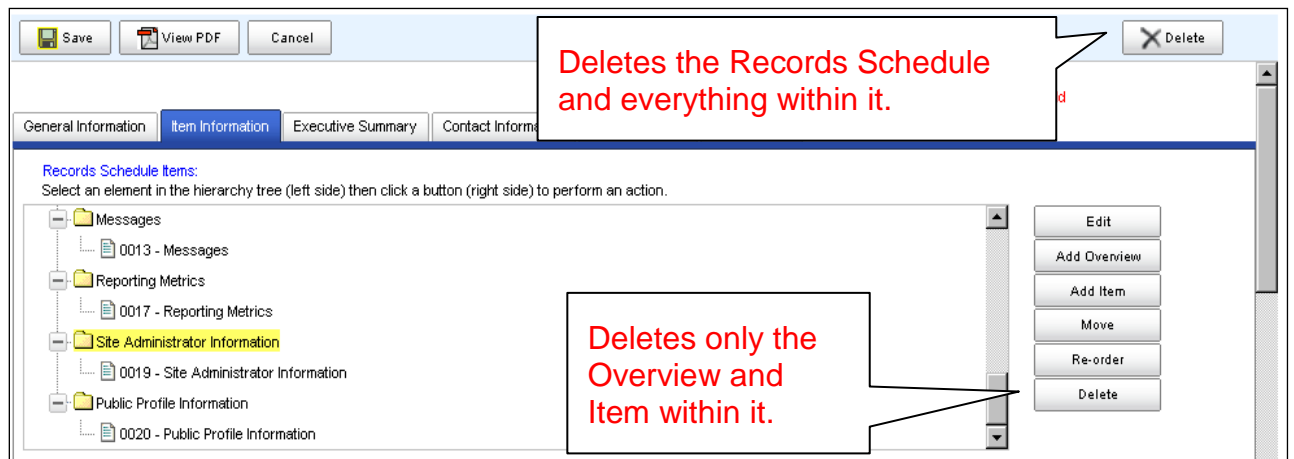 Save
View PDF
Cancel
Delete
Deletes the Records Schedule
and everything within it.
d
General Information
Item Information
Executive Summary
Contact Informa
Records Schedule Items:
Select an element in the hierarchy tree (left side) then click a button (right side) to perform an action.
Messages
0013 - Messages
Reporting Metrics
0017 - Reporting Metrics
Site Administrator Information
0019 - Site Administrator Information
Public Profile Information
0020 - Public Profile Information
Edit
Add Overview
Add Item
Move
Re-order
Delete
Deletes only the
Overview and
Item within it.